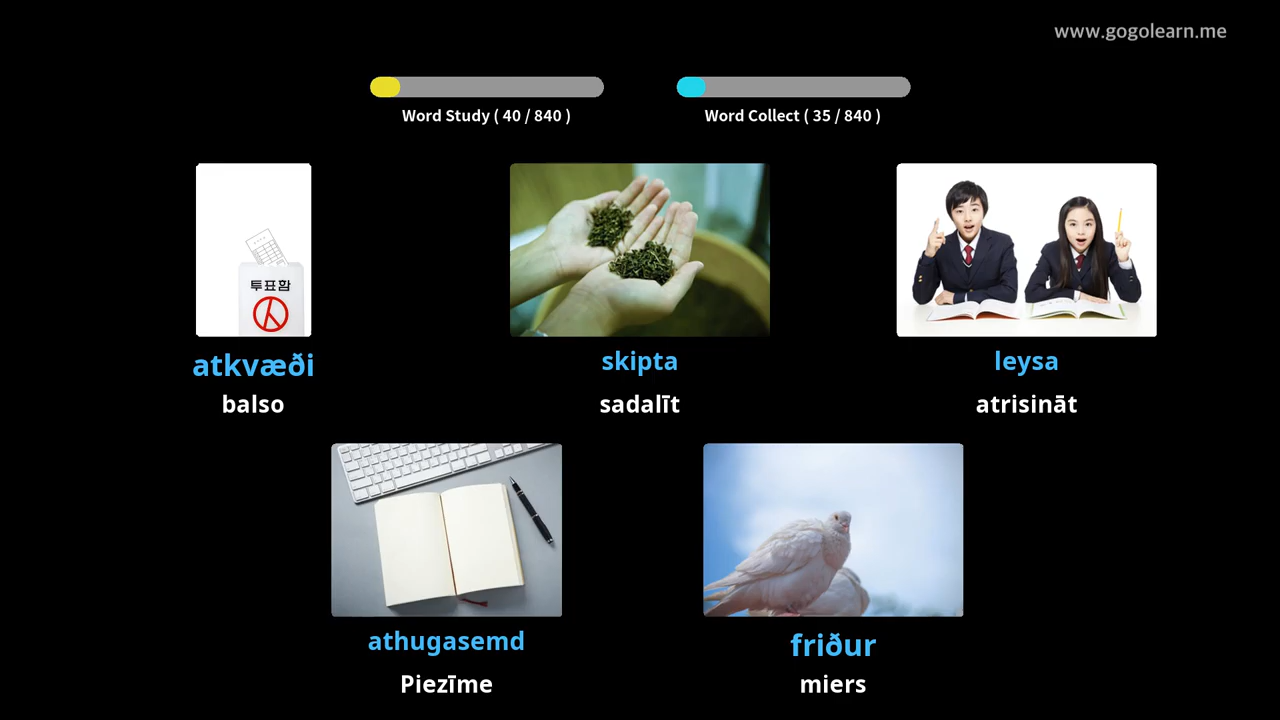 www.gogolearn.me
Word Study ( 40 / 840 )
Word Collect ( 35 / 840 )
투표함
atkvæði
balso
skipta
sadalīt
leysa
atrisināt
athugasemd
Piezīme
friður
miers